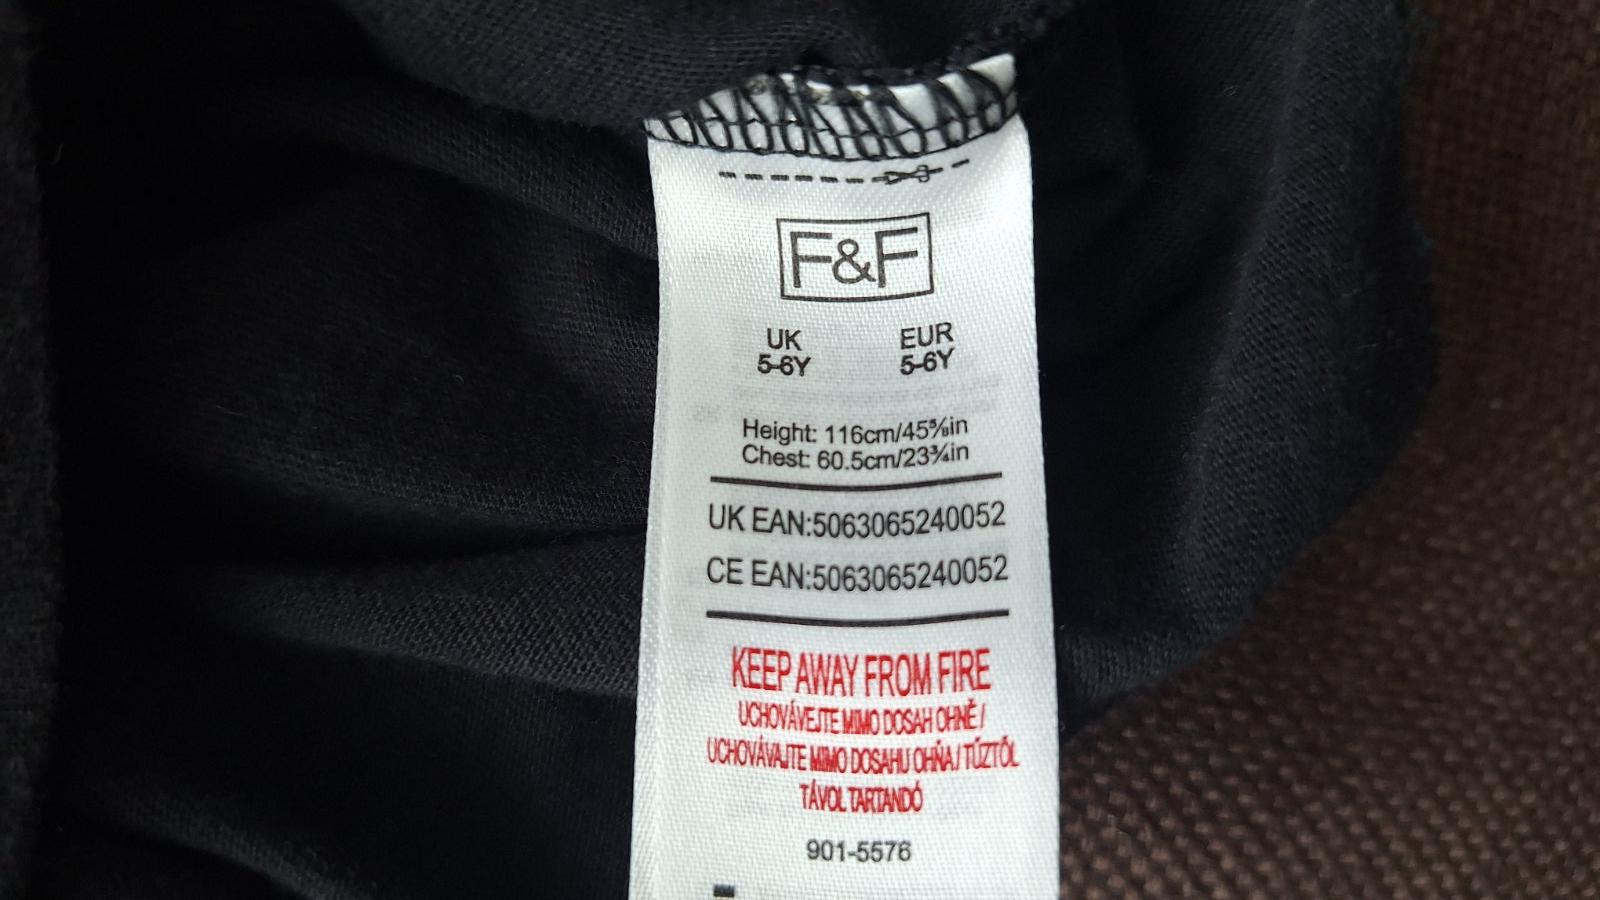 F&F
UK EUR
5-6Y 5-6Y
Height: 116cm/45⅝in
Chest: 60.5cm/23¾in
UK EAN:5063065240052
CE EAN:5063065240052
KEEP AWAY FROM FIRE
UCHOVÁVEJTE MIMO DOSAH OHNĚ /
UCHOVÁVAJTE MIMO DOSAHU OHŇA / TŰZTŐL
TÁVOL TARTANDÓ
901-5576